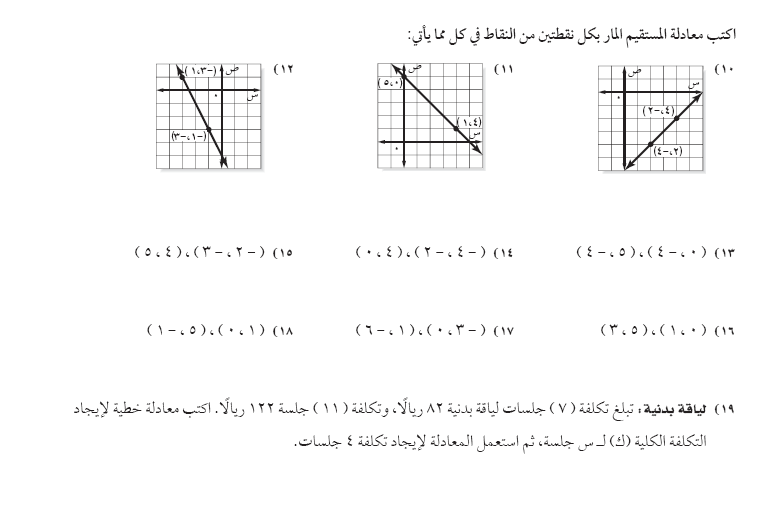 اكتب معادلة المستقيم المار بكل نقطتين من النقاط في كل مما يأتي:
١٠)
ص
س
٠
(٤، -٢)
(٢، -٤)
١١)
ص
(٠، ٥)
(٤، ١)
س
٠
١٢)
(-٣، ١)
ص
٠
س
(-١، -٣)
١٣) (٠، -٤)، (٥، -٤)
١٤) (-٤، -٢)، (٤، ٠)
١٥) (-٢، -٣)، (٤، ٥)
١٦) (٠، ١)، (٥، ٣)
١٧) (-٣، ٠)، (١، -٦)
١٨) (١، ٠)، (٥، -١)
١٩) لياقة بدنية: تبلغ تكلفة (٧) جلسات لياقة بدنية ٨٢ ريالًا، وتكلفة (١١) جلسة ١٢٢ ريالًا. اكتب معادلة خطية لإيجاد
التكلفة الكلية (ك) لـ س جلسة، ثم استعمل المعادلة لإيجاد تكلفة ٤ جلسات.